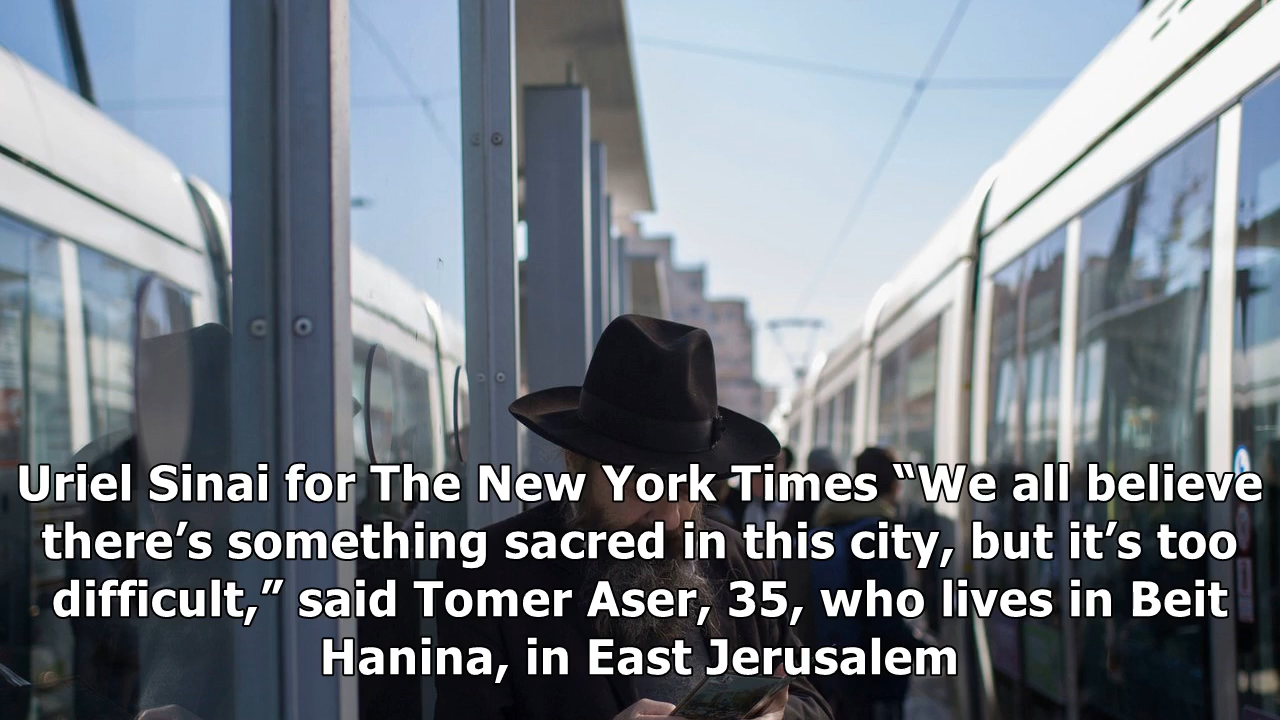 Uriel Sinai for The New York Times “We all believe
there’s something sacred in this city, but it’s too
difficult,” said Tomer Aser, 35, who lives in Beit
Hanina, in East Jerusalem